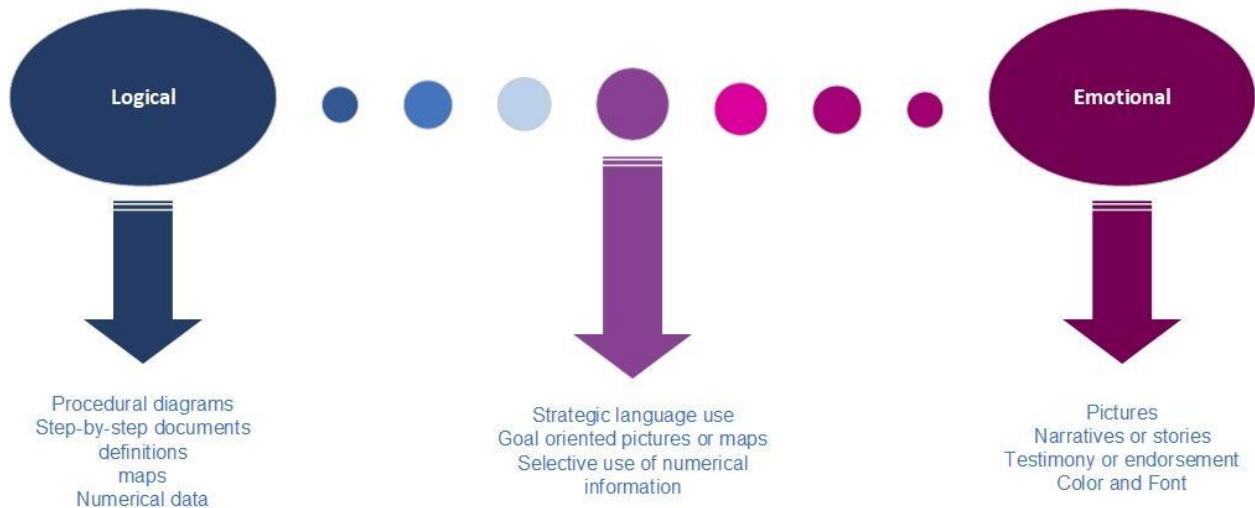 Logical
Emotional
Procedural diagrams
Step-by-step documents
definitions
maps
Numerical data
Strategic language use
Goal oriented pictures or maps
Selective use of numerical
information
Pictures
Narratives or stories
Testimony or endorsement
Color and Font